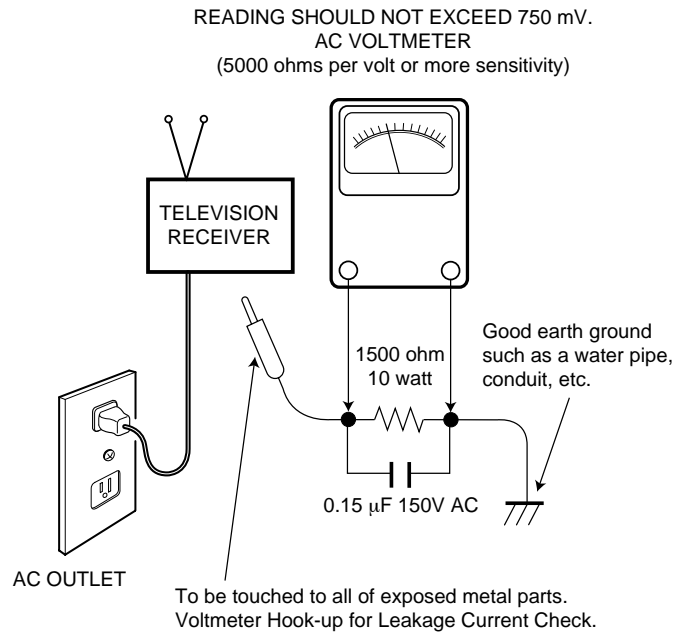 READING SHOULD NOT EXCEED 750 mV.
AC VOLTMETER
(5000 ohms per volt or more sensitivity)
TELEVISION
RECEIVER
1500 ohm
10 watt
Good earth ground
such as a water pipe,
conduit, etc.
0.15 μF 150V AC
AC OUTLET
To be touched to all of exposed metal parts.
Voltmeter Hook-up for Leakage Current Check.